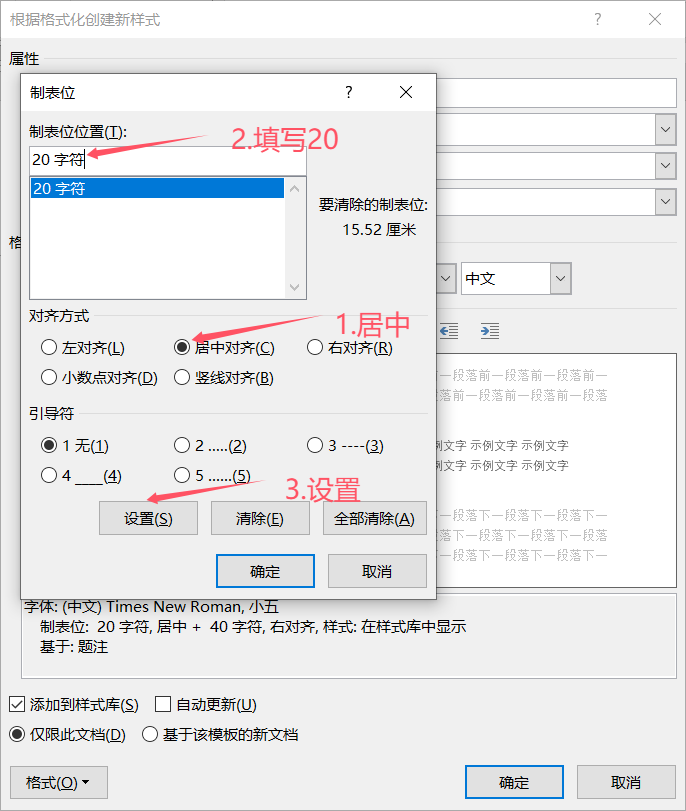 根据格式化创建新样式
属性
制表位
制表位位置(T):
2.填写20
20 字符
20 字符
要清除的制表位:
15.52 厘米
格
中文
对齐方式
1.居中
左对齐(L) 居中对齐(C) 右对齐(R)
小数点对齐(D) 竖线对齐(B)
前一段落前一段落前一段落前一
前一段落前一段落前一段落前一段落
引导符
1 无(1) 2 .....(2) 3 ----(3)
例文字 示例文字 示例文字
例文字 示例文字 示例文字
4 ____(4) 5 ......(5)
3.设置
设置(S) 清除(E) 全部清除(A)
一段落下一段落下一段落下一
一段落下一段落下一段落下一段落
一段落下一段落下一段落下一
确定 取消
字体: (中文) Times New Roman, 小五
制表位: 20 字符, 居中 + 40 字符, 右对齐, 样式: 在样式库中显示
基于: 题注
添加到样式库(S) 自动更新(U)
仅限此文档(D) 基于该模板的新文档
格式(O) 确定 取消